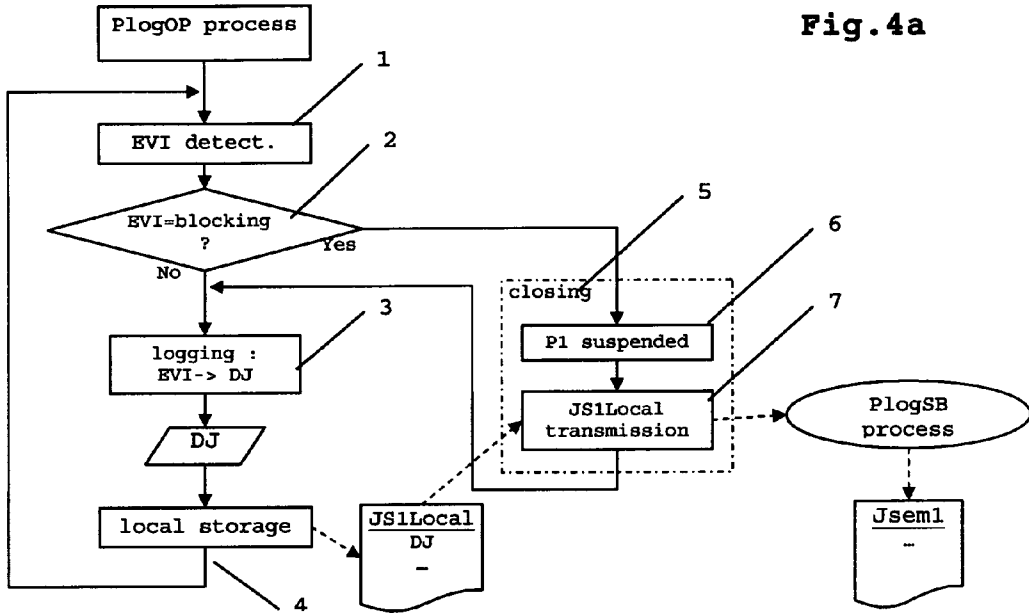 Fig.4a
PlogOP process
1
EVI detect.
2
EVI=blocking
?
Yes
No
5
6
closing
7
3
P1 suspended
logging :
EVI-> DJ
JS1Local
transmission
PlogSB
process
DJ
local storage
JS1Local
DJ
–
Jsem1
…
4